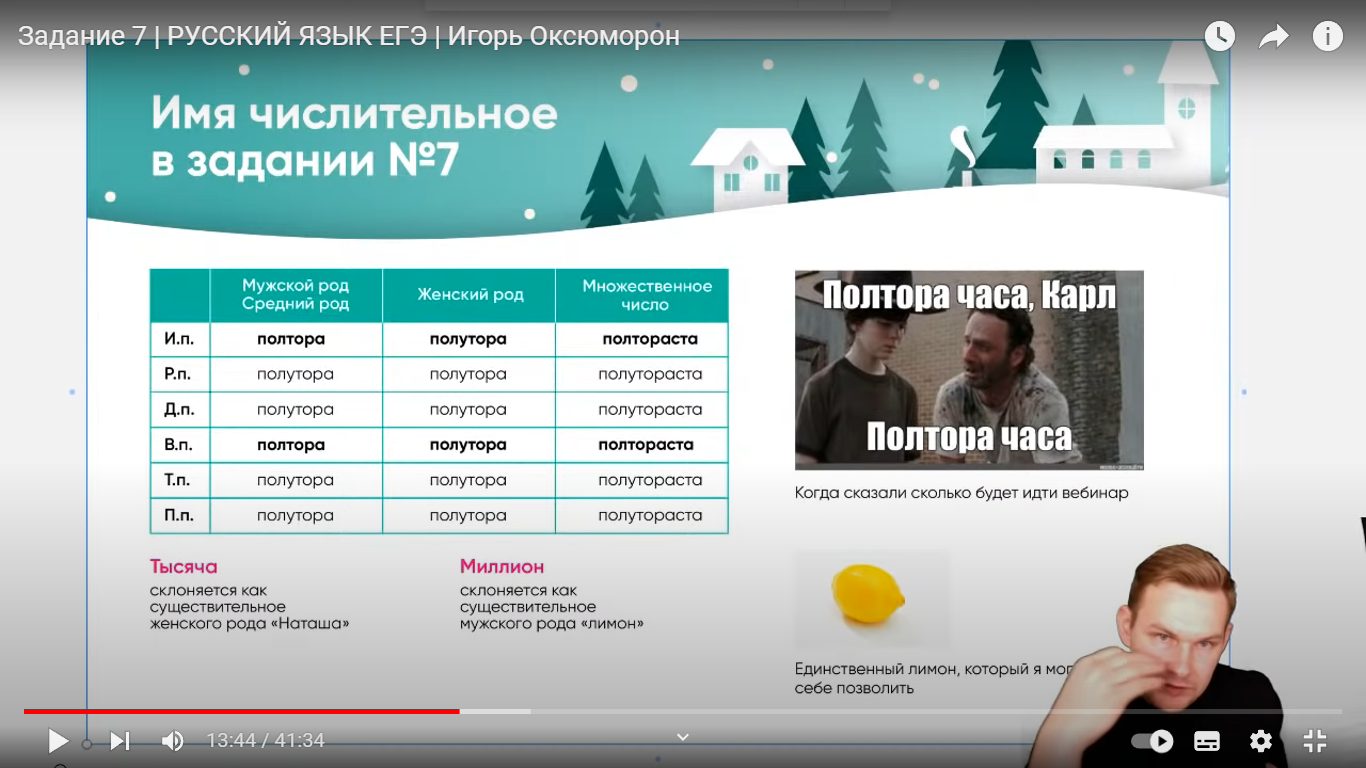 Задание 7 | РУССКИЙ ЯЗЫК ЕГЭ | Игорь Оксюморон
Имя числительное
в задании №7
Мужской род
Средний род
Женский род
Множественное
число
И.п. полтора полутора полтораста
Р.п. полутора полутора полутораста
Д.п. полутора полутора полутораста
В.п. полтора полутора полтораста
Т.п. полутора полутора полутораста
П.п. полутора полутора полутораста
Тысяча
склоняется как
существительное
женского рода «Наташа»
Миллион
склоняется как
существительное
мужского рода «лимон»
Полтора часа, Карл
Полтора часа
Когда сказали сколько будет идти вебинар
Единственный лимон, который я мог
себе позволить
13:44 / 41:34